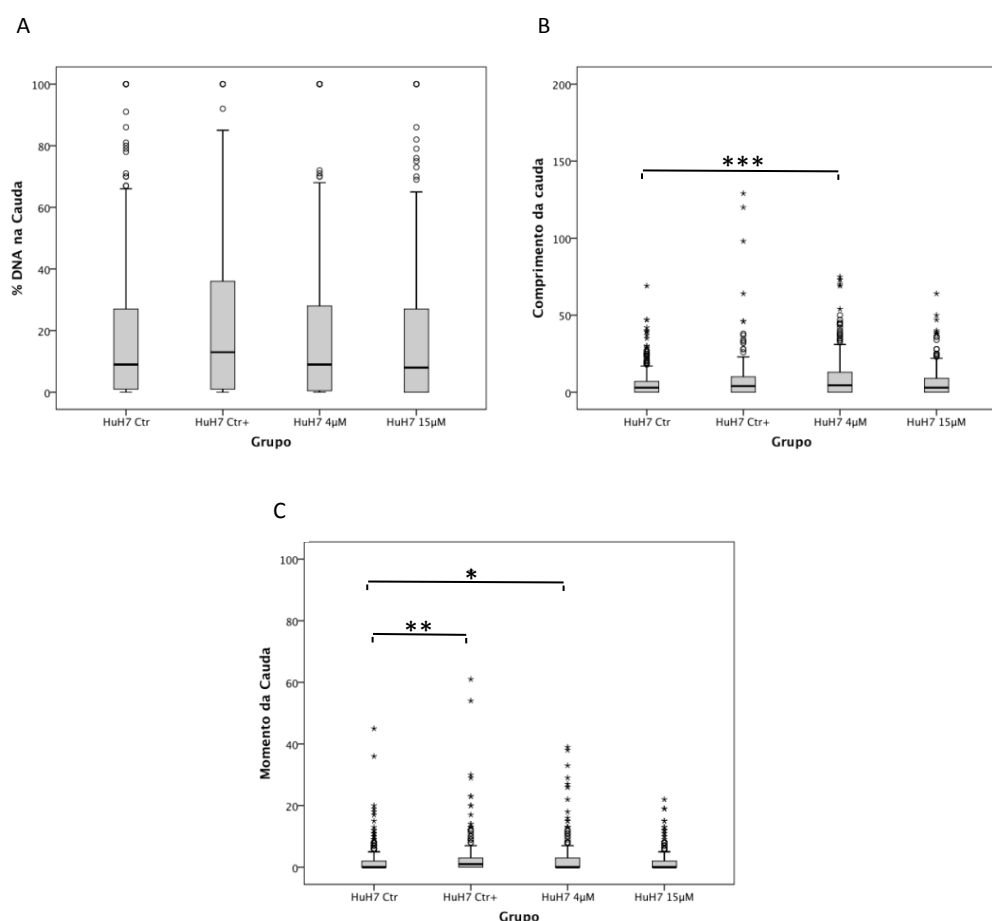 A
100
80
60
40
20
0
% DNA na Cauda
HuH7 Ctr
HuH7 Ctr+
HuH7 4µM
HuH7 15µM
Grupo
B
200
150
100
50
0
Comprimento da cauda
***
HuH7 Ctr
HuH7 Ctr+
HuH7 4µM
HuH7 15µM
Grupo
C
100
80
60
40
20
0
Momento da Cauda
*
**
HuH7 Ctr
HuH7 Ctr+
HuH7 4µM
HuH7 15µM
Grupo